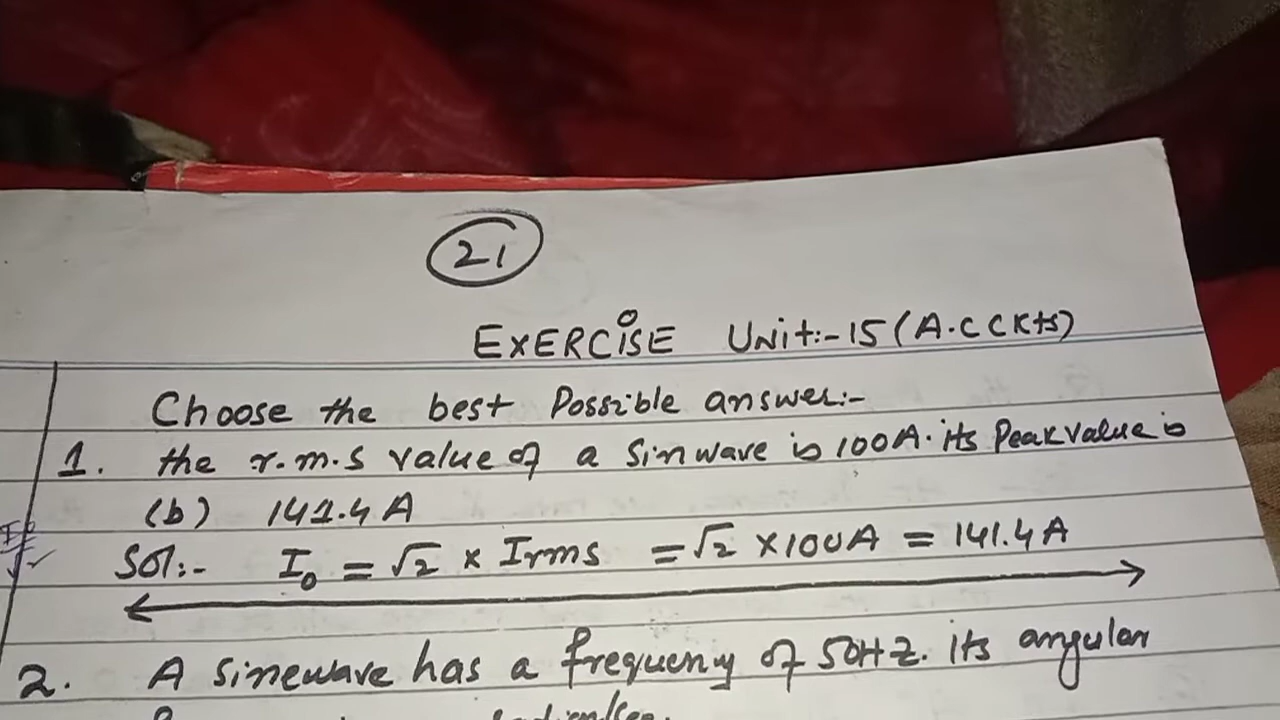 21
EXERCISE Unit:- 15 (A.C CKts)
Choose the best Possible answer:-
1. the r.m.s value of a Sinwave is 100A. its Peak value is
(b) 141.4 A
Sol:- I₀ = √2 × Irms = √2 × 100A = 141.4A
2. A sinewave has a frequency of 50HZ. its angular